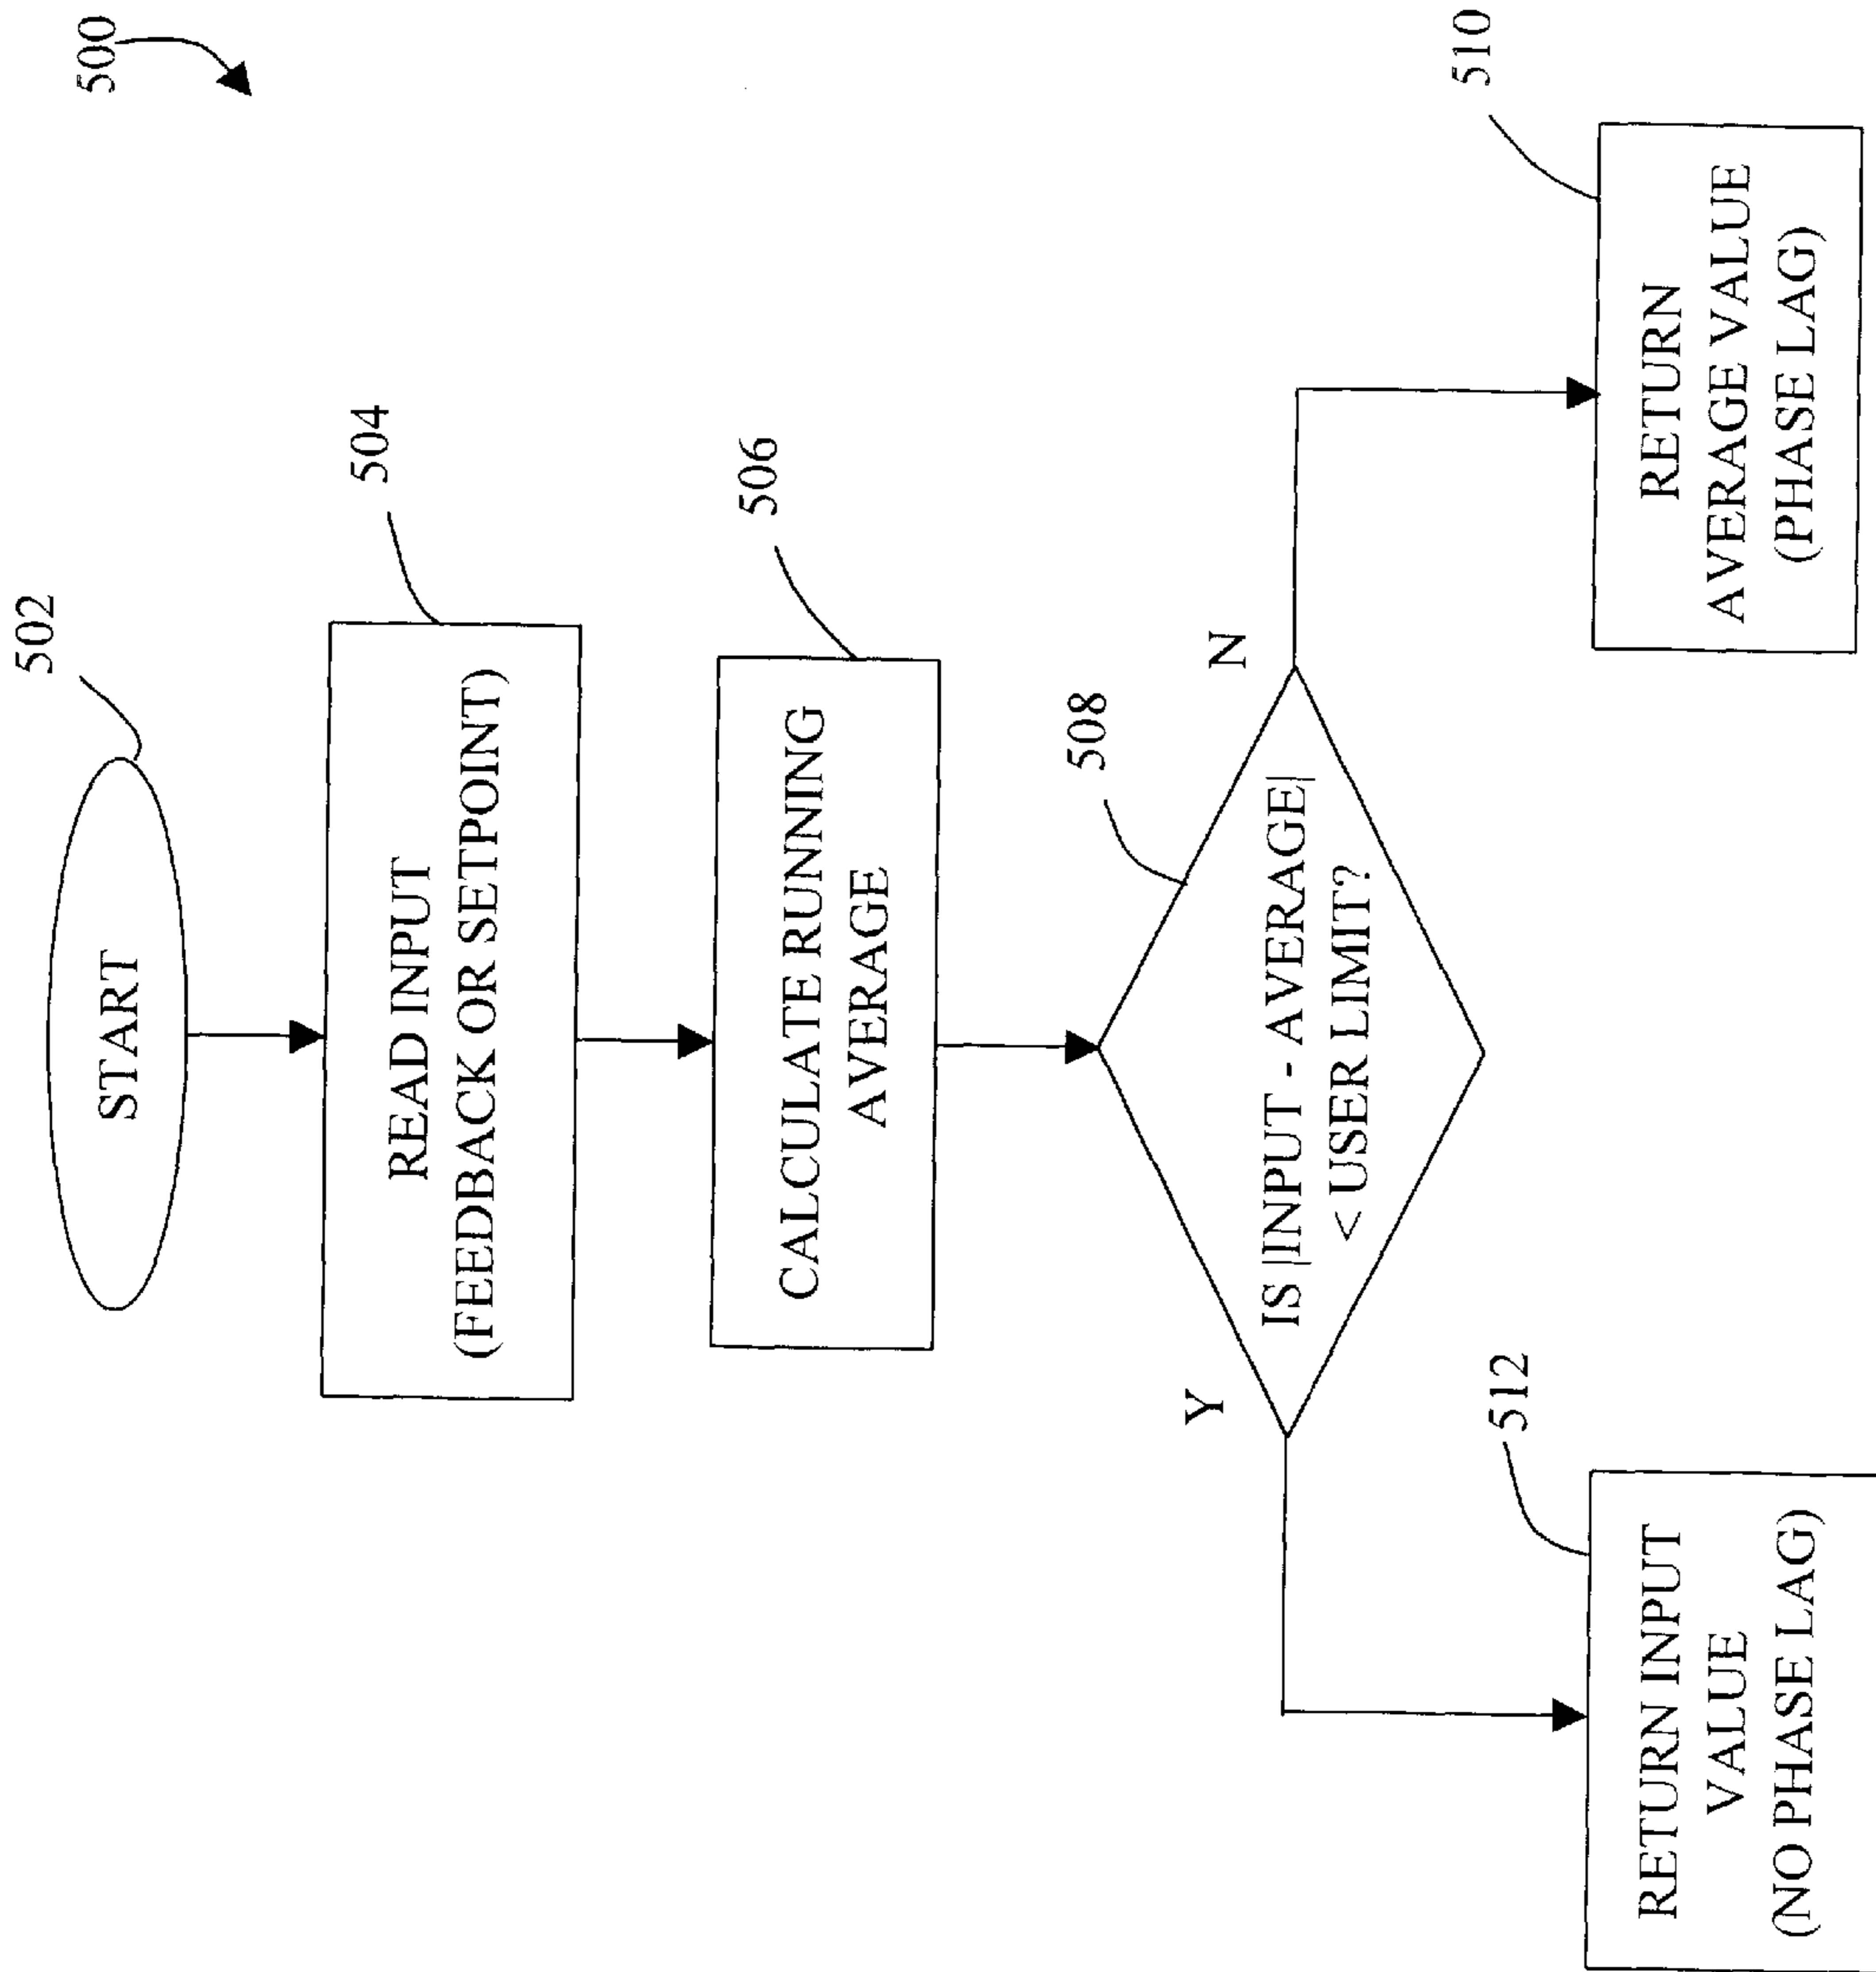 500
502
START
504
READ INPUT
(FEEDBACK OR SETPOINT)
506
CALCULATE RUNNING
AVERAGE
508
IS |INPUT - AVERAGE|
< USER LIMIT?
Y
N
512
RETURN INPUT
VALUE
(NO PHASE LAG)
510
RETURN
AVERAGE VALUE
(PHASE LAG)